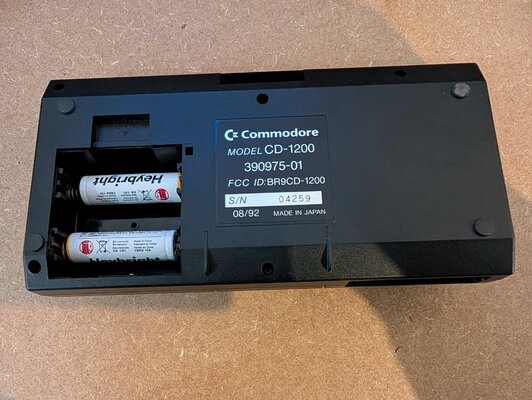 Commodore
MODEL CD-1200
390975-01
FCC ID:BR9CD-1200
S/N 04259
08/92 MADE IN JAPAN
Heybright
Heybright